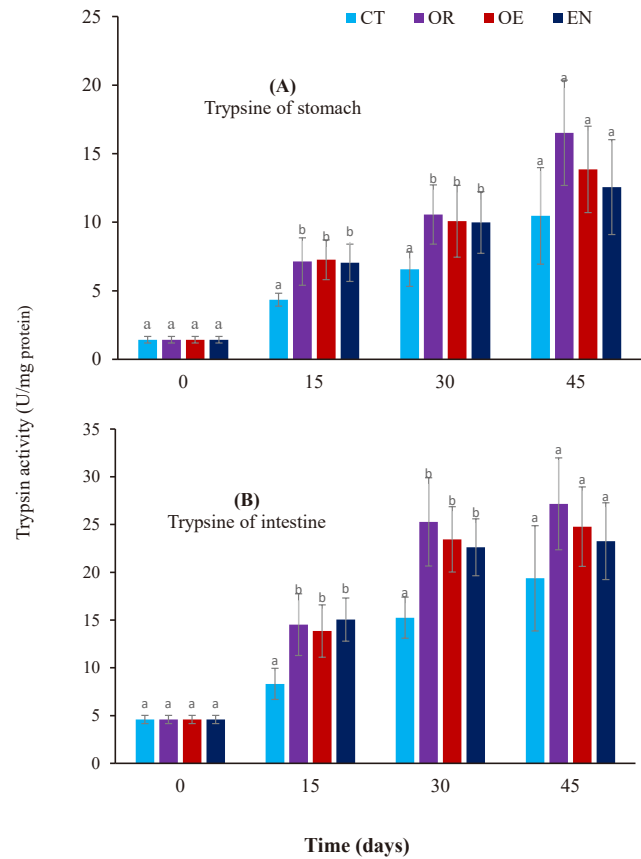 CT OR OE EN
25
20
15
10
5
0
(A)
Trypsine of stomach
a a a a
a b b b
a b b b
a a a a
0 15 30 45
Trypsin activity (U/mg protein)
35
30
25
20
15
10
5
0
(B)
Trypsine of intestine
a a a a
a b b b
a b b b
a a a a
0 15 30 45
Time (days)